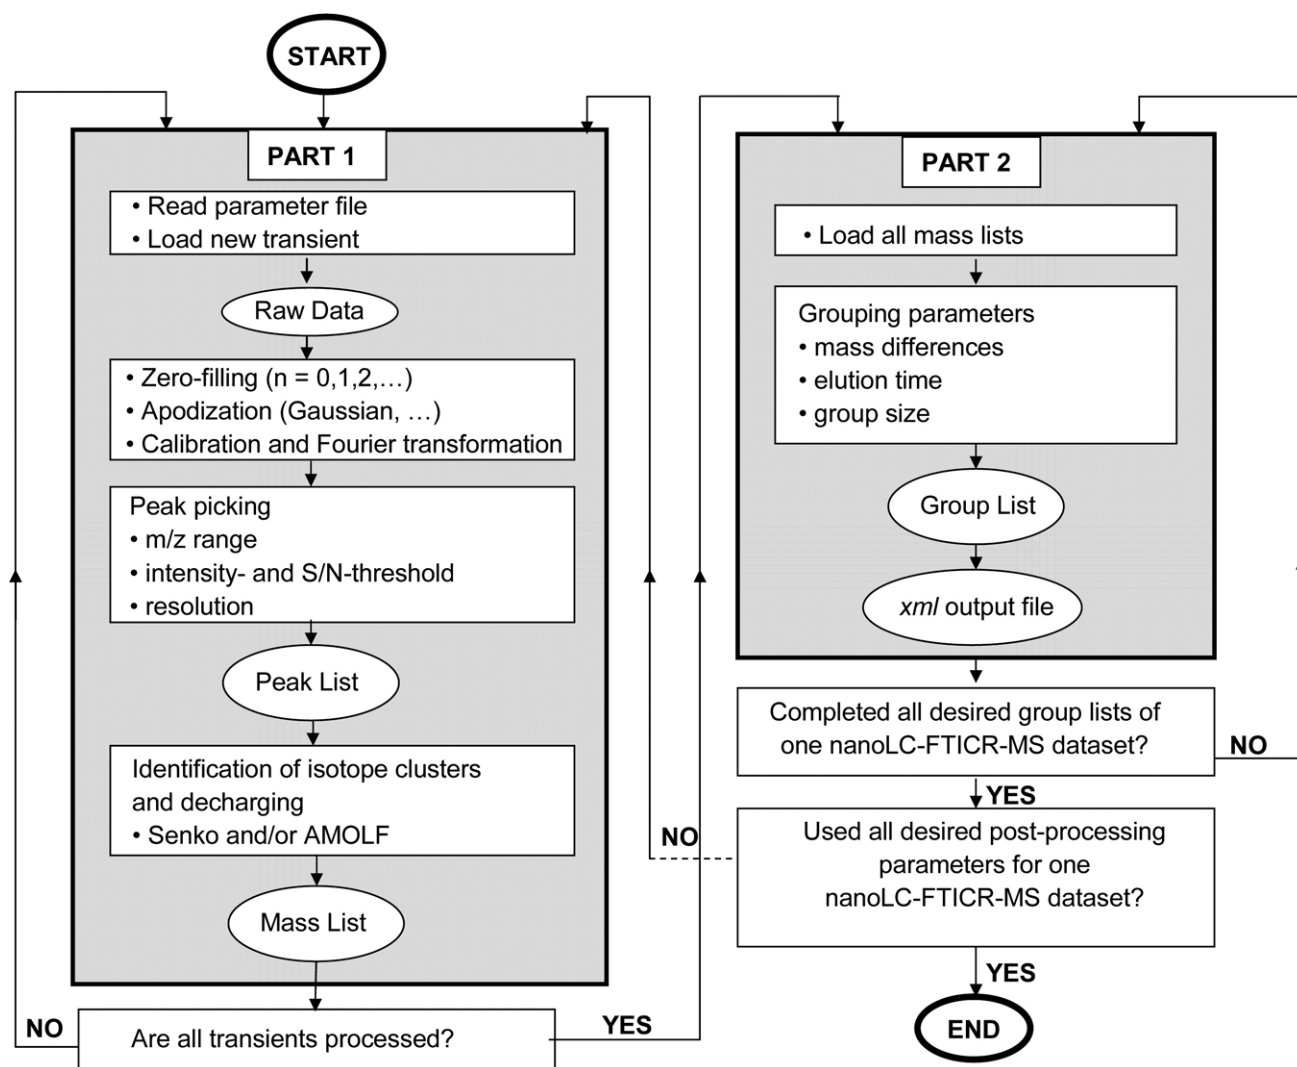 START
PART 1
• Read parameter file
• Load new transient
Raw Data
• Zero-filling (n = 0,1,2,…)
• Apodization (Gaussian, …)
• Calibration and Fourier transformation
Peak picking
• m/z range
• intensity- and S/N-threshold
• resolution
Peak List
Identification of isotope clusters
and decharging
• Senko and/or AMOLF
Mass List
Are all transients processed?
NO
YES
PART 2
• Load all mass lists
Grouping parameters
• mass differences
• elution time
• group size
Group List
xml output file
Completed all desired group lists of
one nanoLC-FTICR-MS dataset?
NO
YES
Used all desired post-processing
parameters for one
nanoLC-FTICR-MS dataset?
NO
YES
END